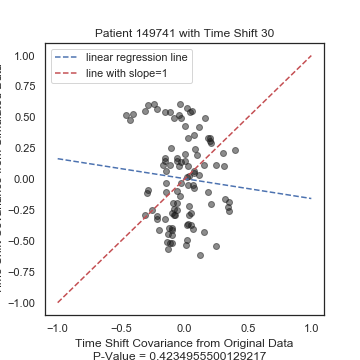 Patient 149741 with Time Shift 30
linear regression line
line with slope=1
1.00
0.75
0.50
0.25
0.00
−0.25
−0.50
−0.75
−1.00
−1.0
−0.5
0.0
0.5
1.0
Time Shift Covariance from Original Data
P-Value = 0.4234955500129217